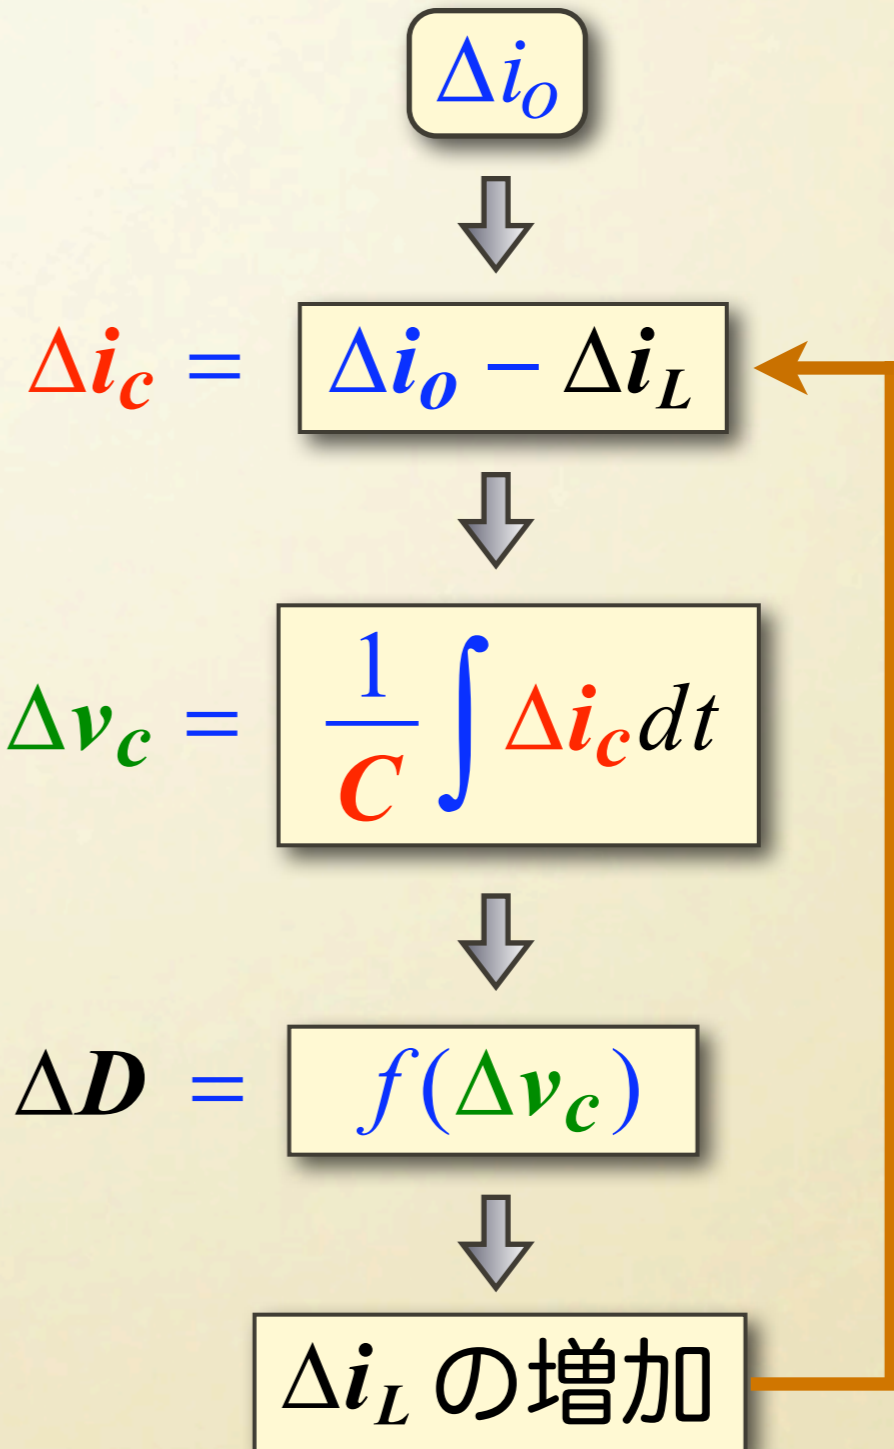 Δi_O
Δi_c = Δi_o − Δi_L
Δv_c = 1/C ∫ Δi_c dt
ΔD = f(Δv_c)
Δi_L の増加